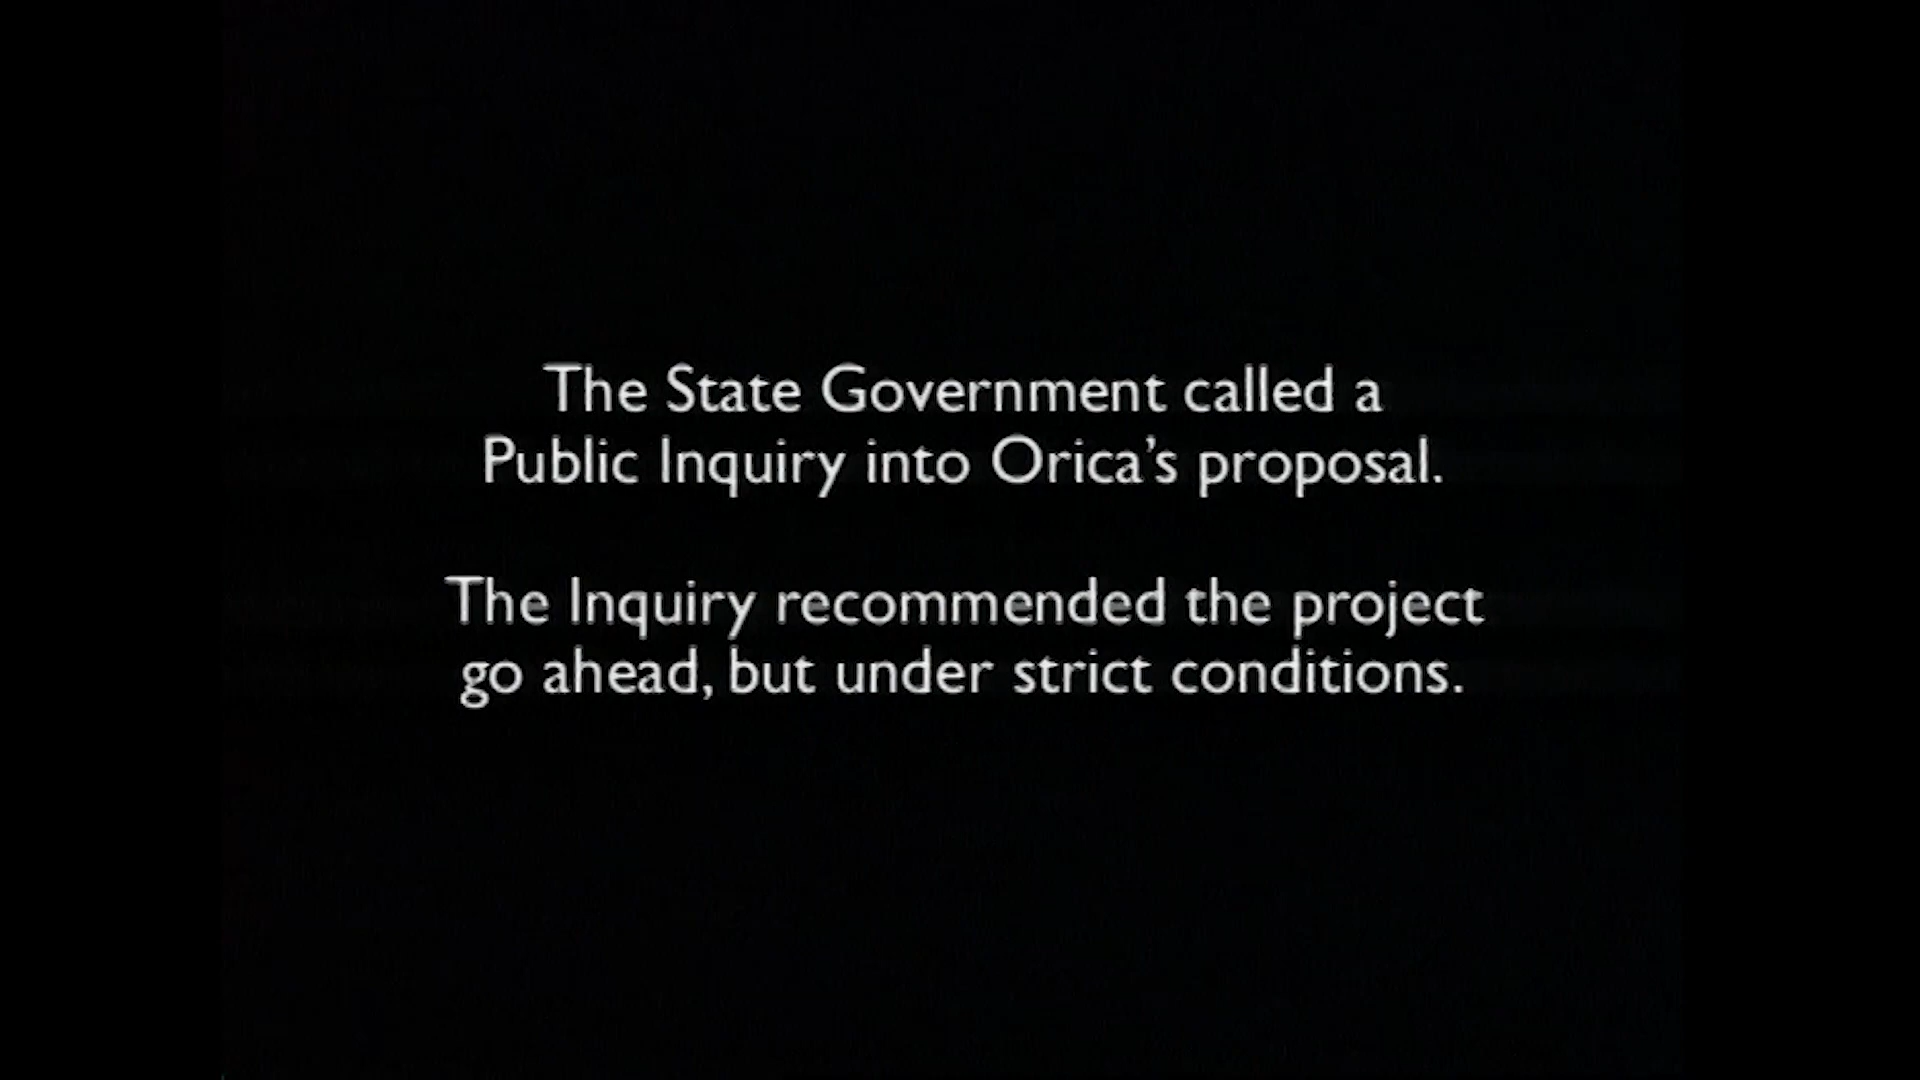 The State Government called a
Public Inquiry into Orica's proposal.
The Inquiry recommended the project
go ahead, but under strict conditions.